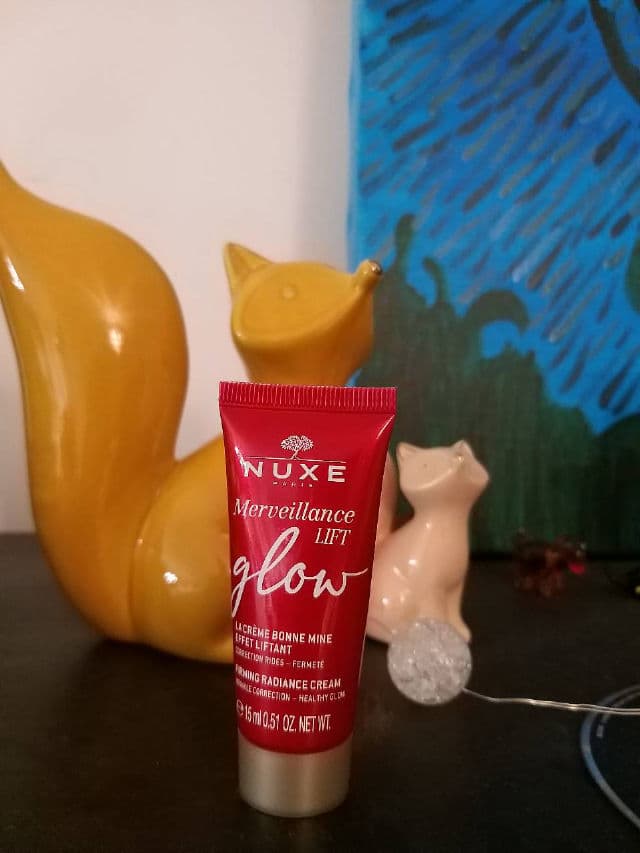 NUXE
PARIS
Merveillance
LIFT
glow
LA CRÈME BONNE MINE
EFFET LIFTANT
CORRECTION RIDES – FERMETÉ
FIRMING RADIANCE CREAM
WRINKLE CORRECTION – HEALTHY GLOW
℮ 15 ml 0.51 OZ. NET WT.